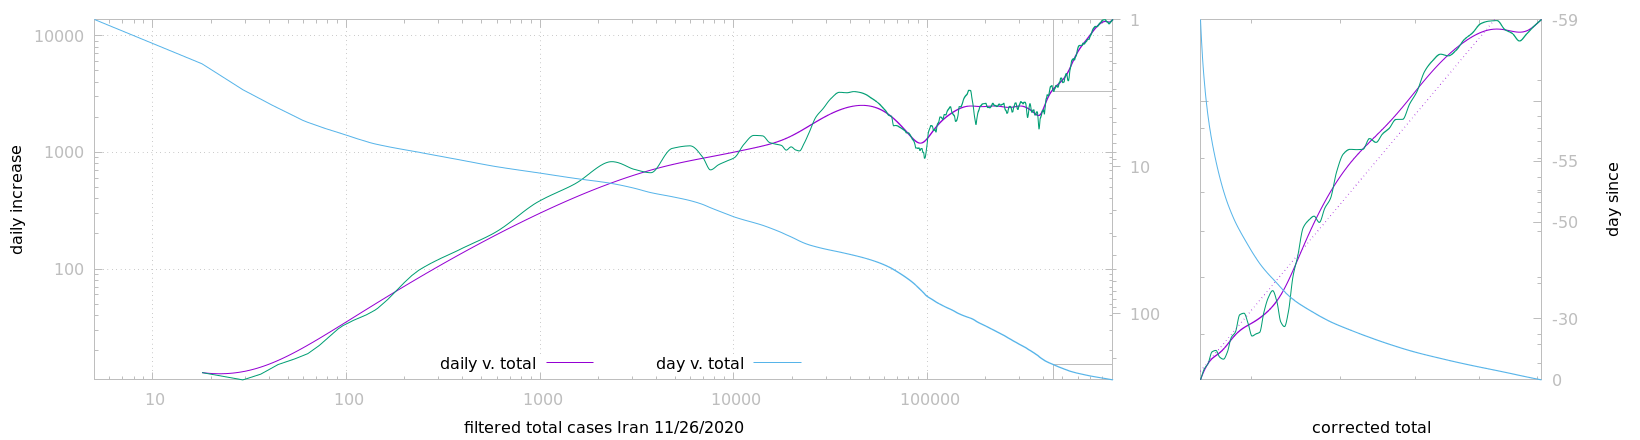 10000
1000
100
daily increase
10
100
1000
10000
100000
1
10
100
daily v. total
day v. total
filtered total cases Iran 11/26/2020
-59
-55
-50
-30
0
day since
corrected total